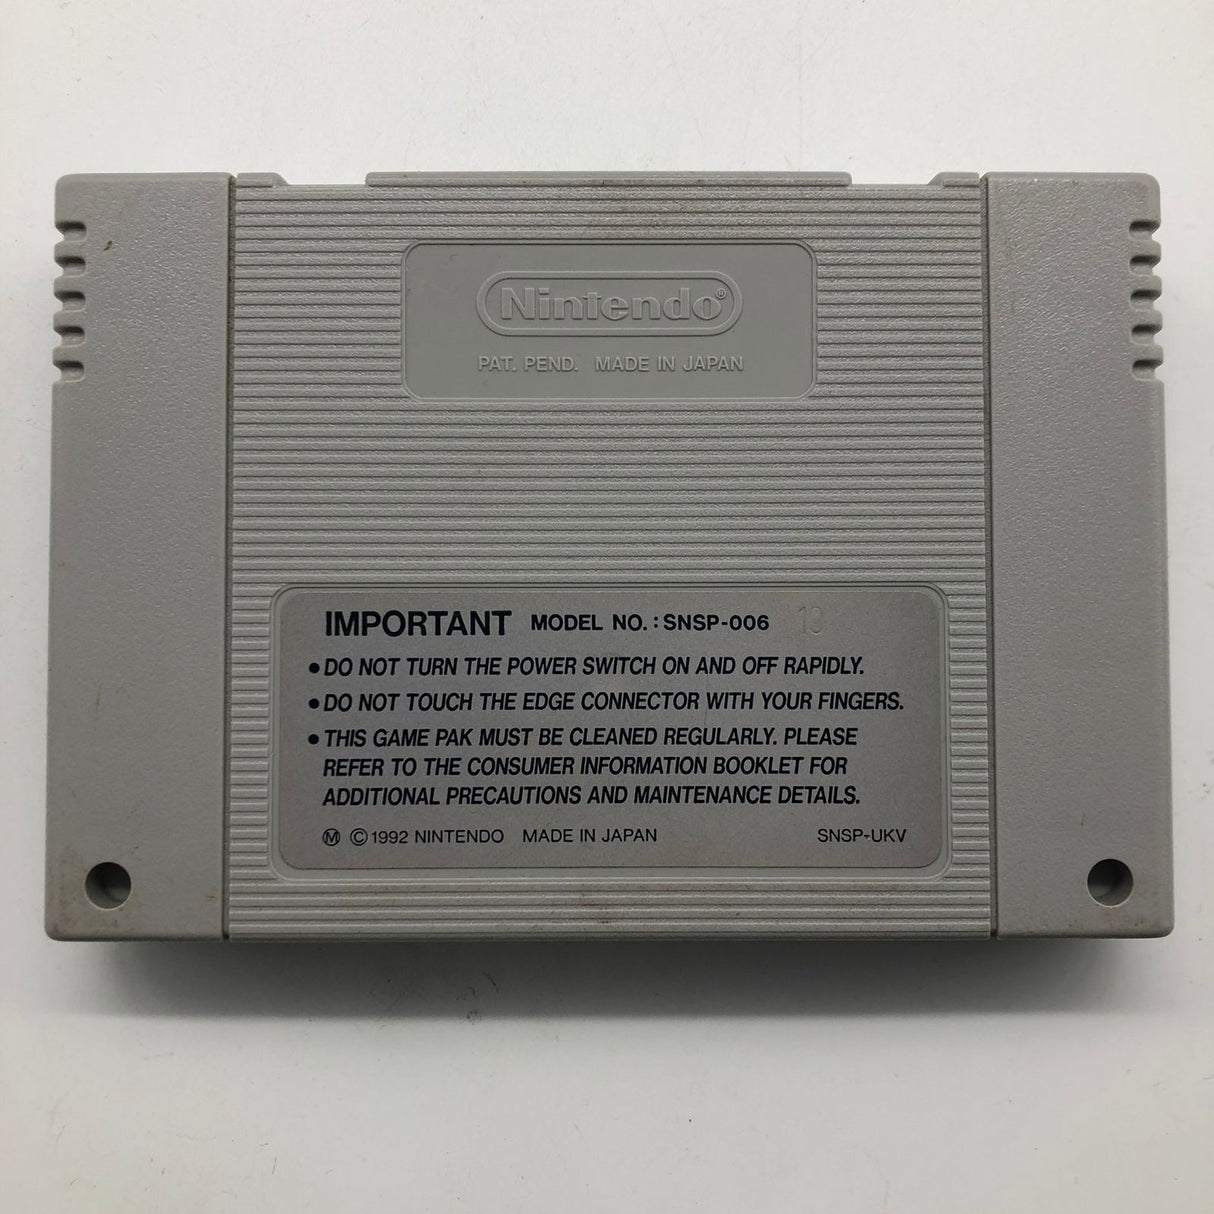 Nintendo®
PAT. PEND. MADE IN JAPAN
IMPORTANT MODEL NO.: SNSP-006
• DO NOT TURN THE POWER SWITCH ON AND OFF RAPIDLY.
• DO NOT TOUCH THE EDGE CONNECTOR WITH YOUR FINGERS.
• THIS GAME PAK MUST BE CLEANED REGULARLY. PLEASE
REFER TO THE CONSUMER INFORMATION BOOKLET FOR
ADDITIONAL PRECAUTIONS AND MAINTENANCE DETAILS.
Ⓜ ©1992 NINTENDO MADE IN JAPAN SNSP-UKV